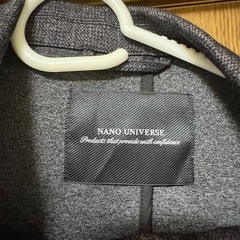 NANO UNIVERSE
Products that provide with confidence